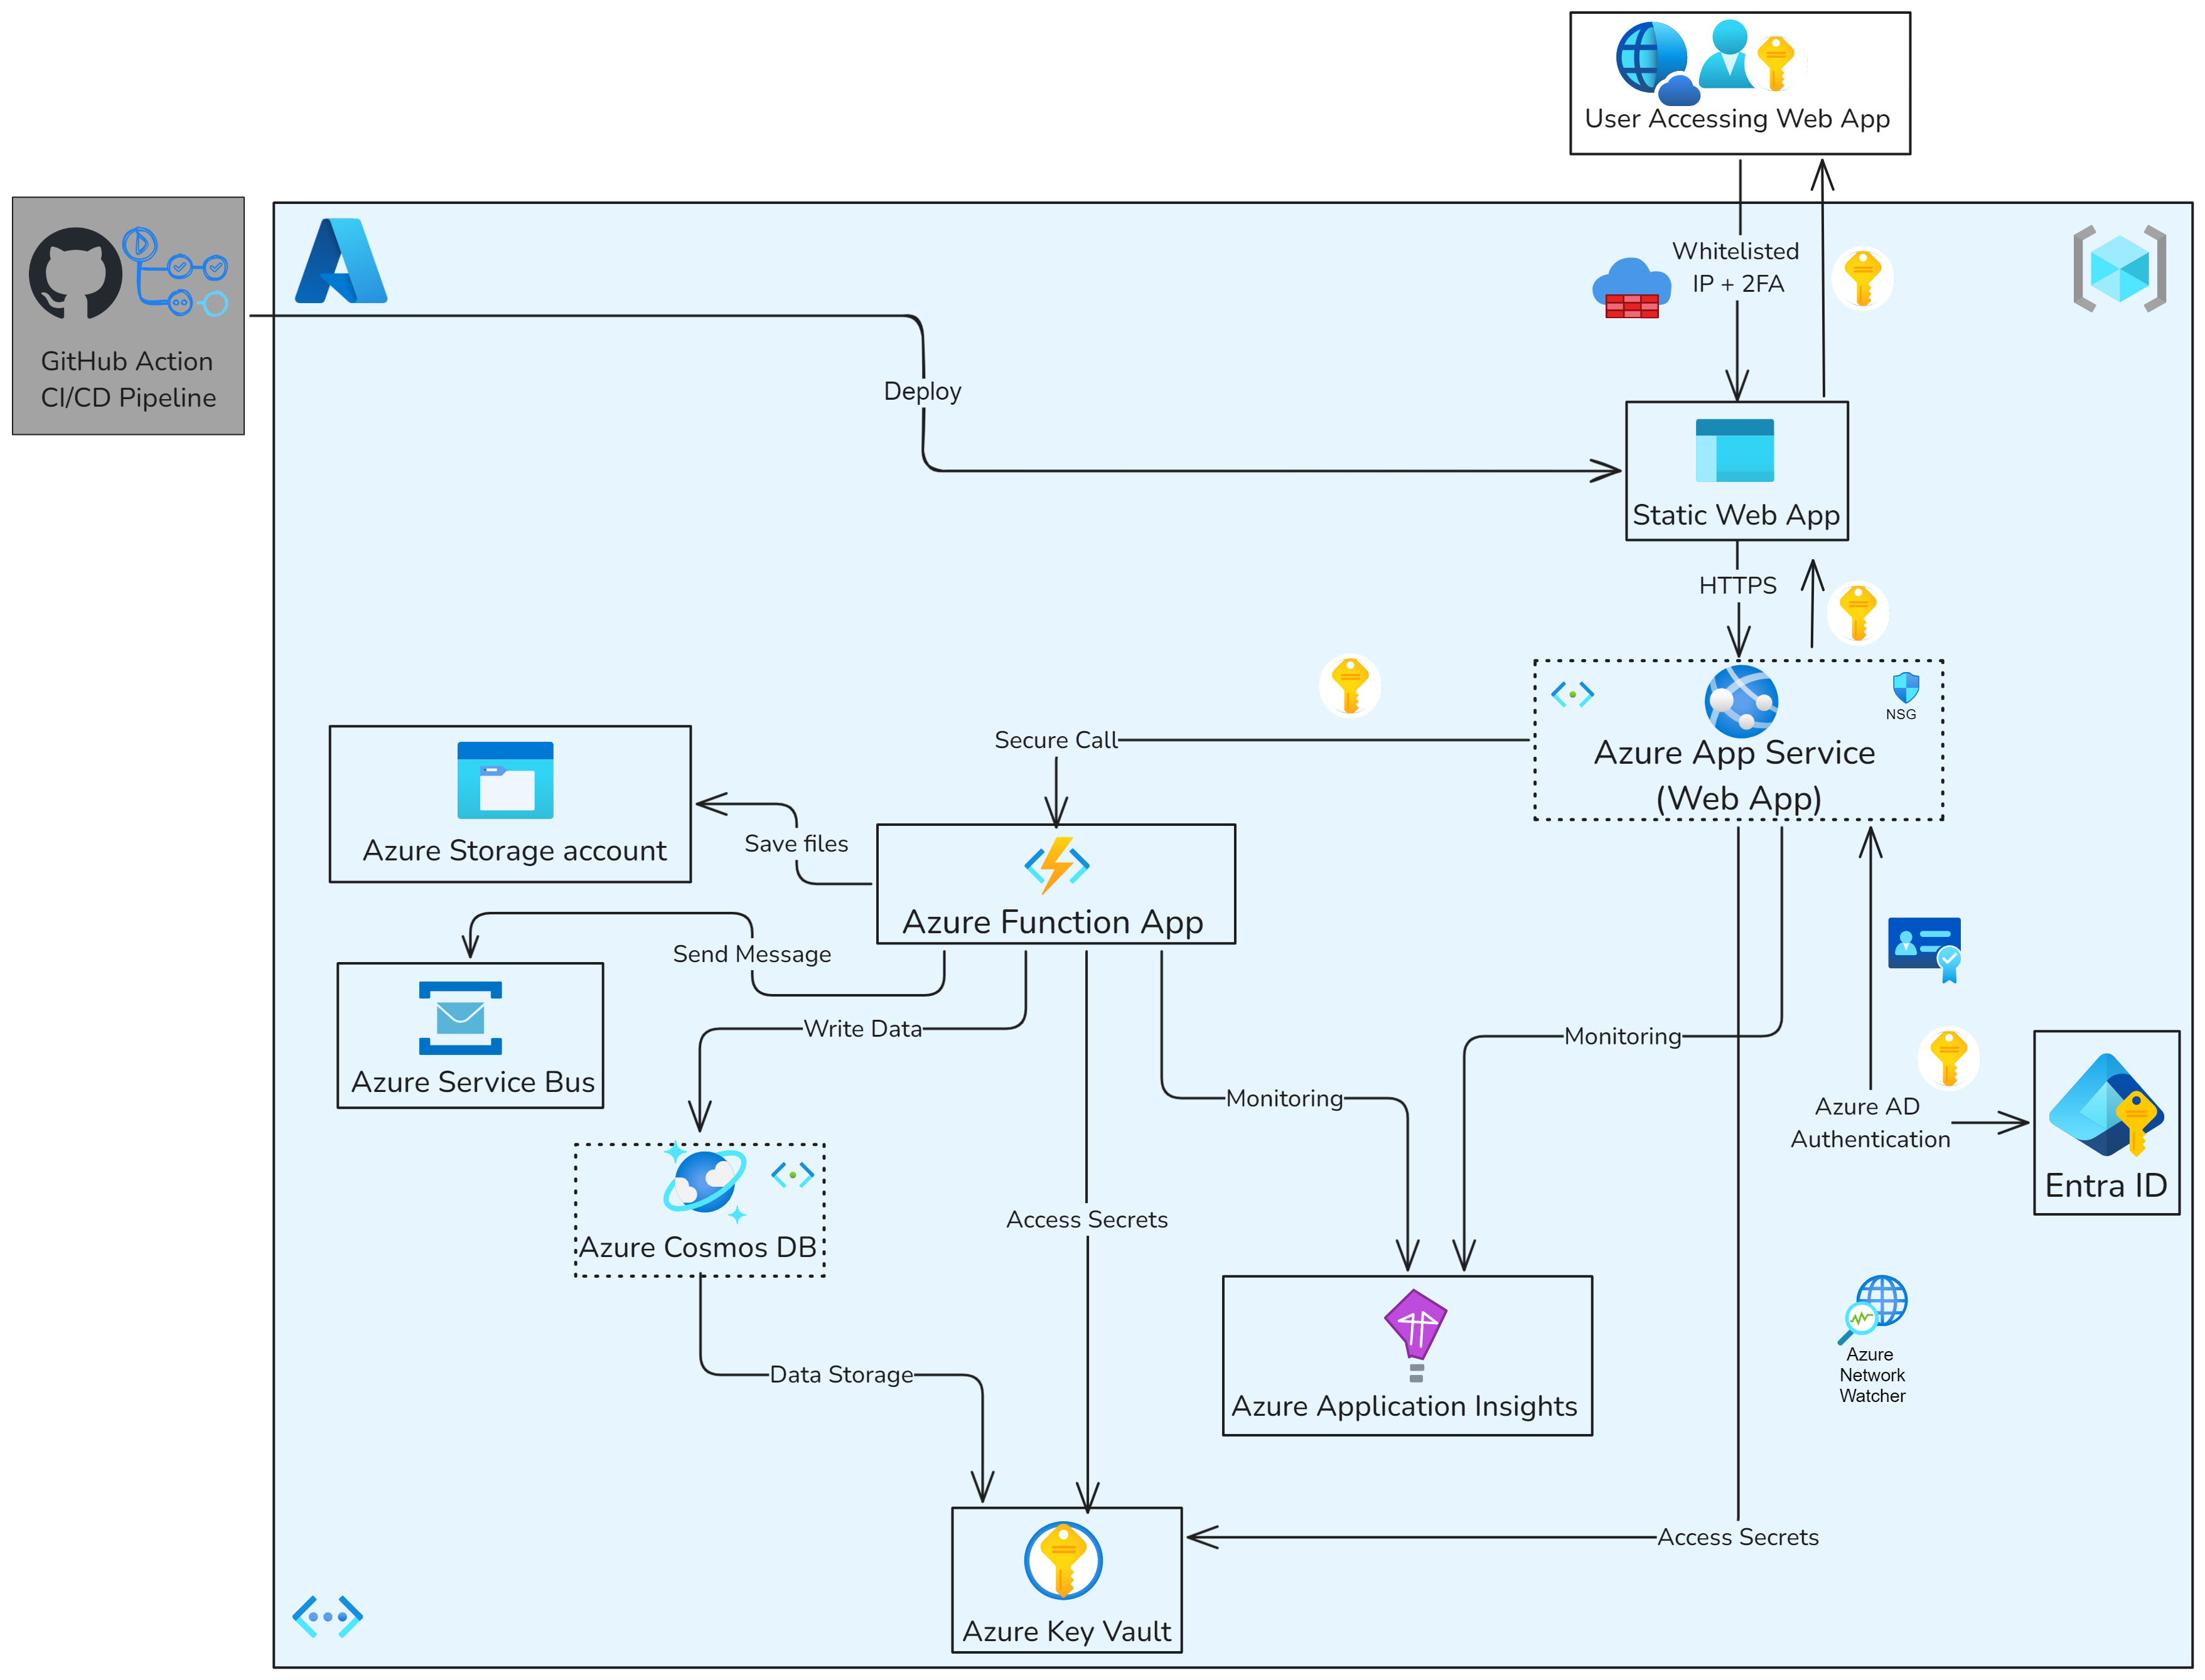 User Accessing Web App
GitHub Action
CI/CD Pipeline
Whitelisted
IP + 2FA
Deploy
Static Web App
HTTPS
NSG
Azure App Service
(Web App)
Secure Call
Azure Storage account
Save files
Azure Function App
Send Message
Azure Service Bus
Write Data
Monitoring
Monitoring
Azure AD
Authentication
Entra ID
Azure Cosmos DB
Access Secrets
Azure
Network
Watcher
Data Storage
Azure Application Insights
Access Secrets
Azure Key Vault